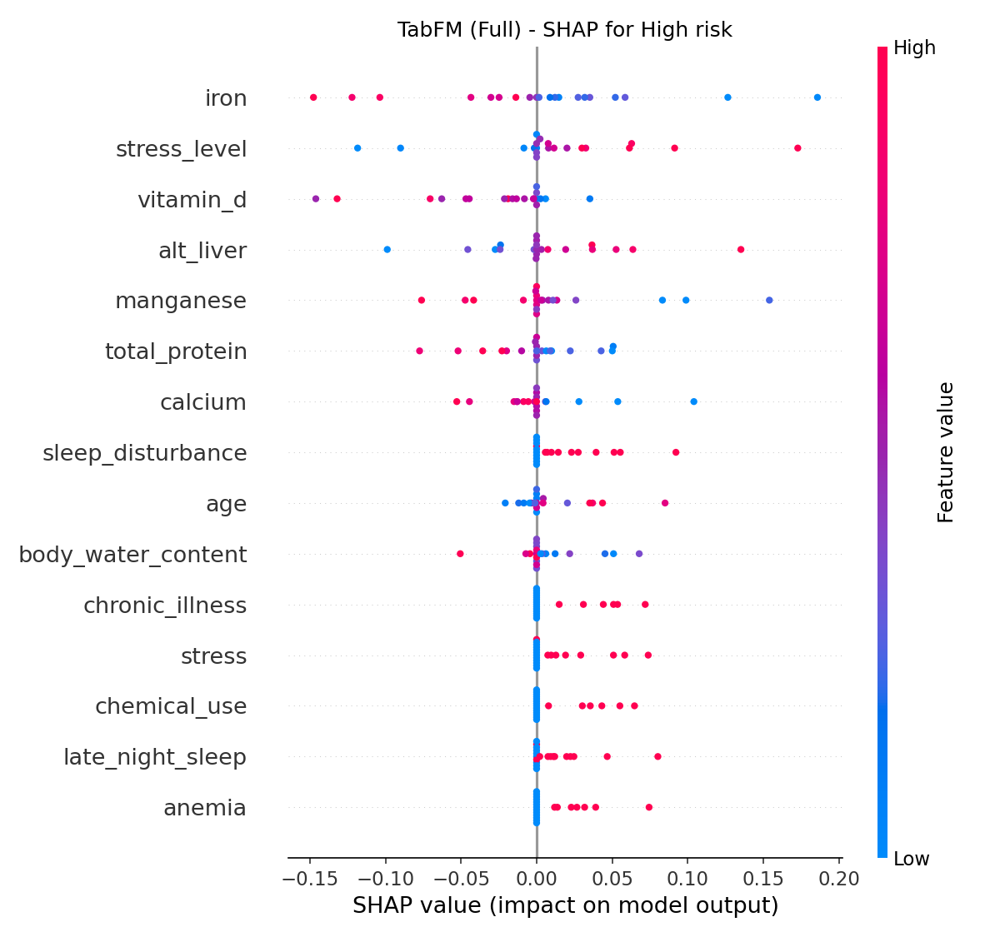 TabFM (Full) - SHAP for High risk
High
iron
stress_level
vitamin_d
alt_liver
manganese
total_protein
calcium
sleep_disturbance
age
body_water_content
chronic_illness
stress
chemical_use
late_night_sleep
anemia
Feature value
Low
−0.15 −0.10 −0.05 0.00 0.05 0.10 0.15 0.20
SHAP value (impact on model output)